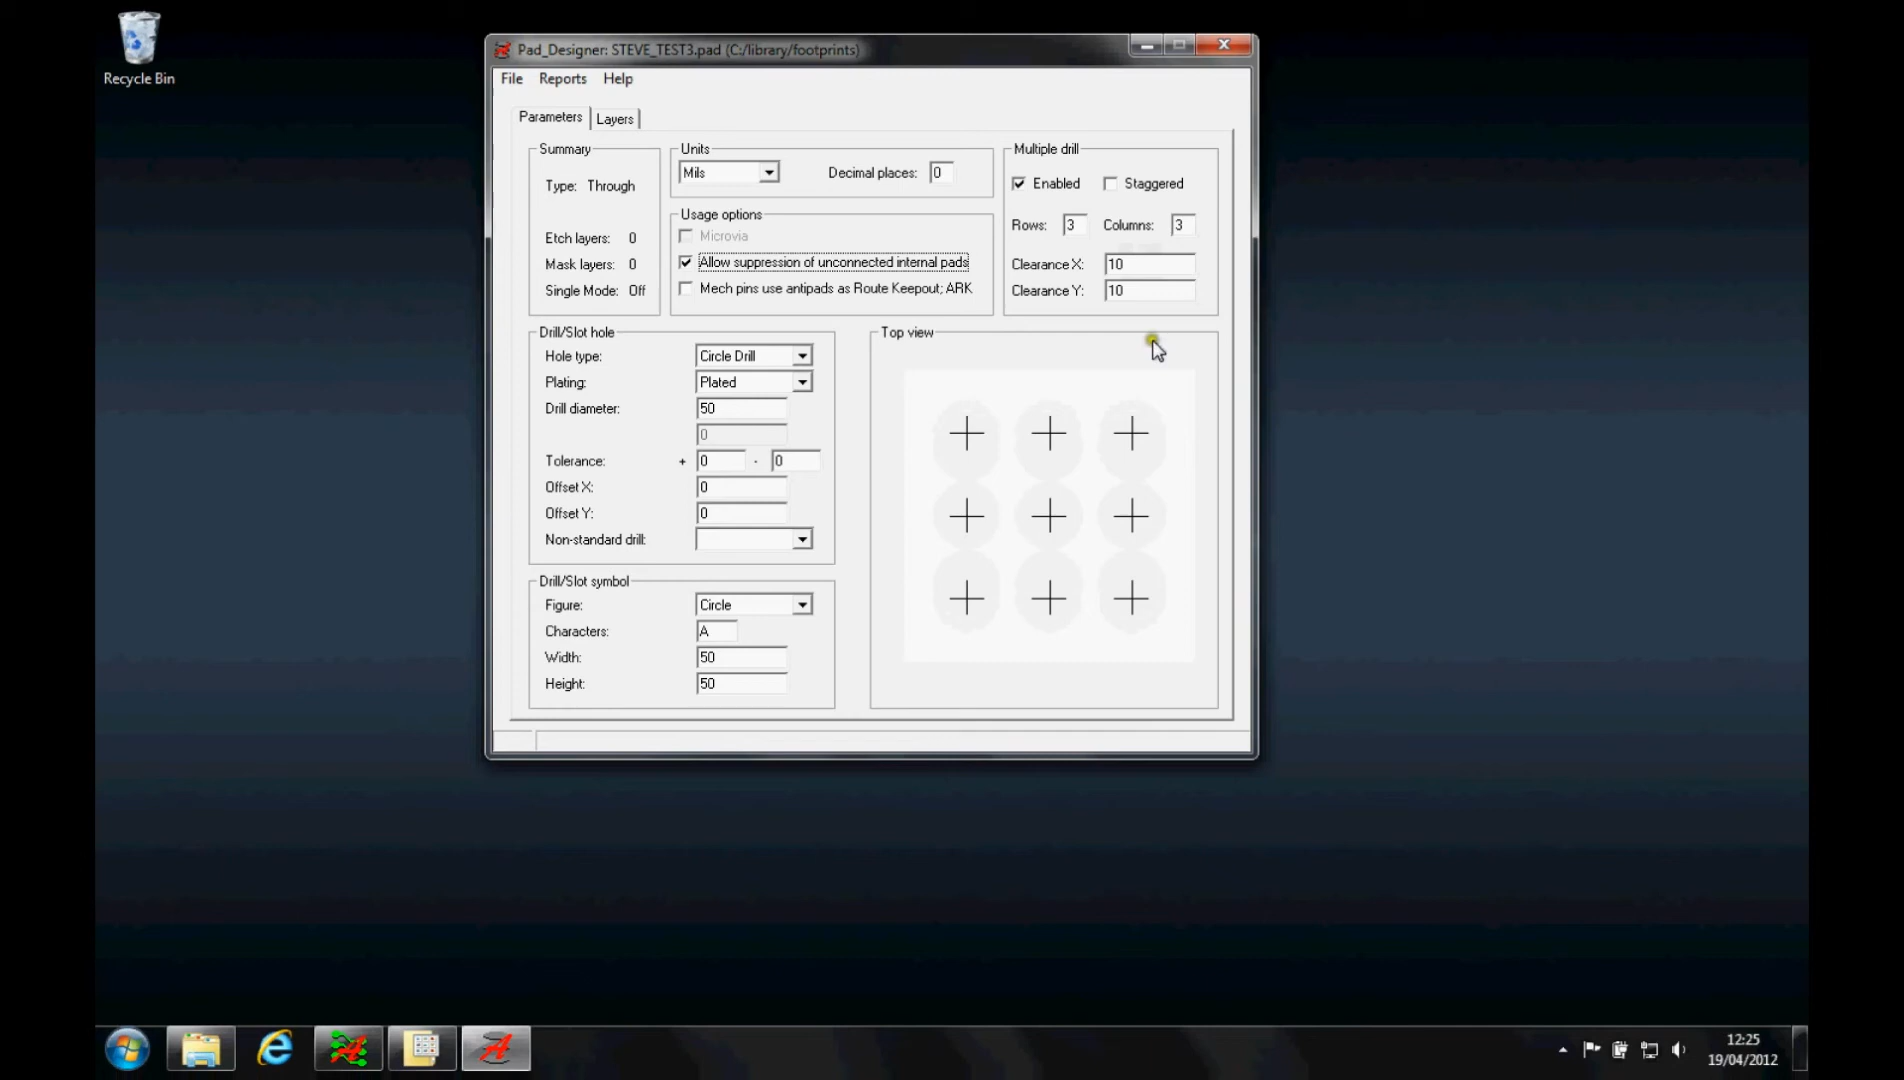 Recycle Bin
Pad_Designer: STEVE_TEST3.pad (C:/library/footprints)
File Reports Help
Parameters Layers
Summary
Type: Through
Etch layers: 0
Mask layers: 0
Single Mode: Off
Units
Mils
Decimal places: 0
Usage options
Microvia
Allow suppression of unconnected internal pads
Mech pins use antipads as Route Keepout; ARK
Multiple drill
Enabled Staggered
Rows: 3 Columns: 3
Clearance X: 10
Clearance Y: 10
Drill/Slot hole
Hole type: Circle Drill
Plating: Plated
Drill diameter: 50
0
Tolerance: + 0 - 0
Offset X: 0
Offset Y: 0
Non-standard drill:
Drill/Slot symbol
Figure: Circle
Characters: A
Width: 50
Height: 50
Top view
12:25
19/04/2012